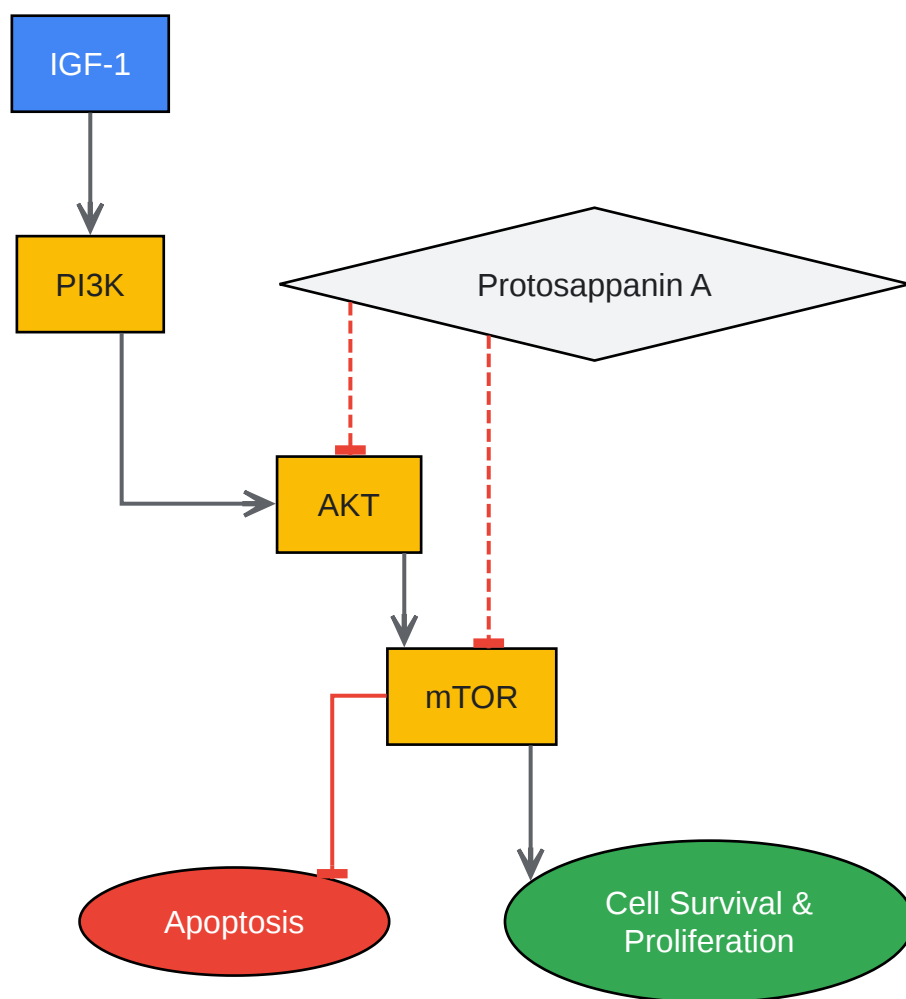 IGF-1
PI3K
Protosappanin A
AKT
mTOR
Apoptosis
Cell Survival &
Proliferation